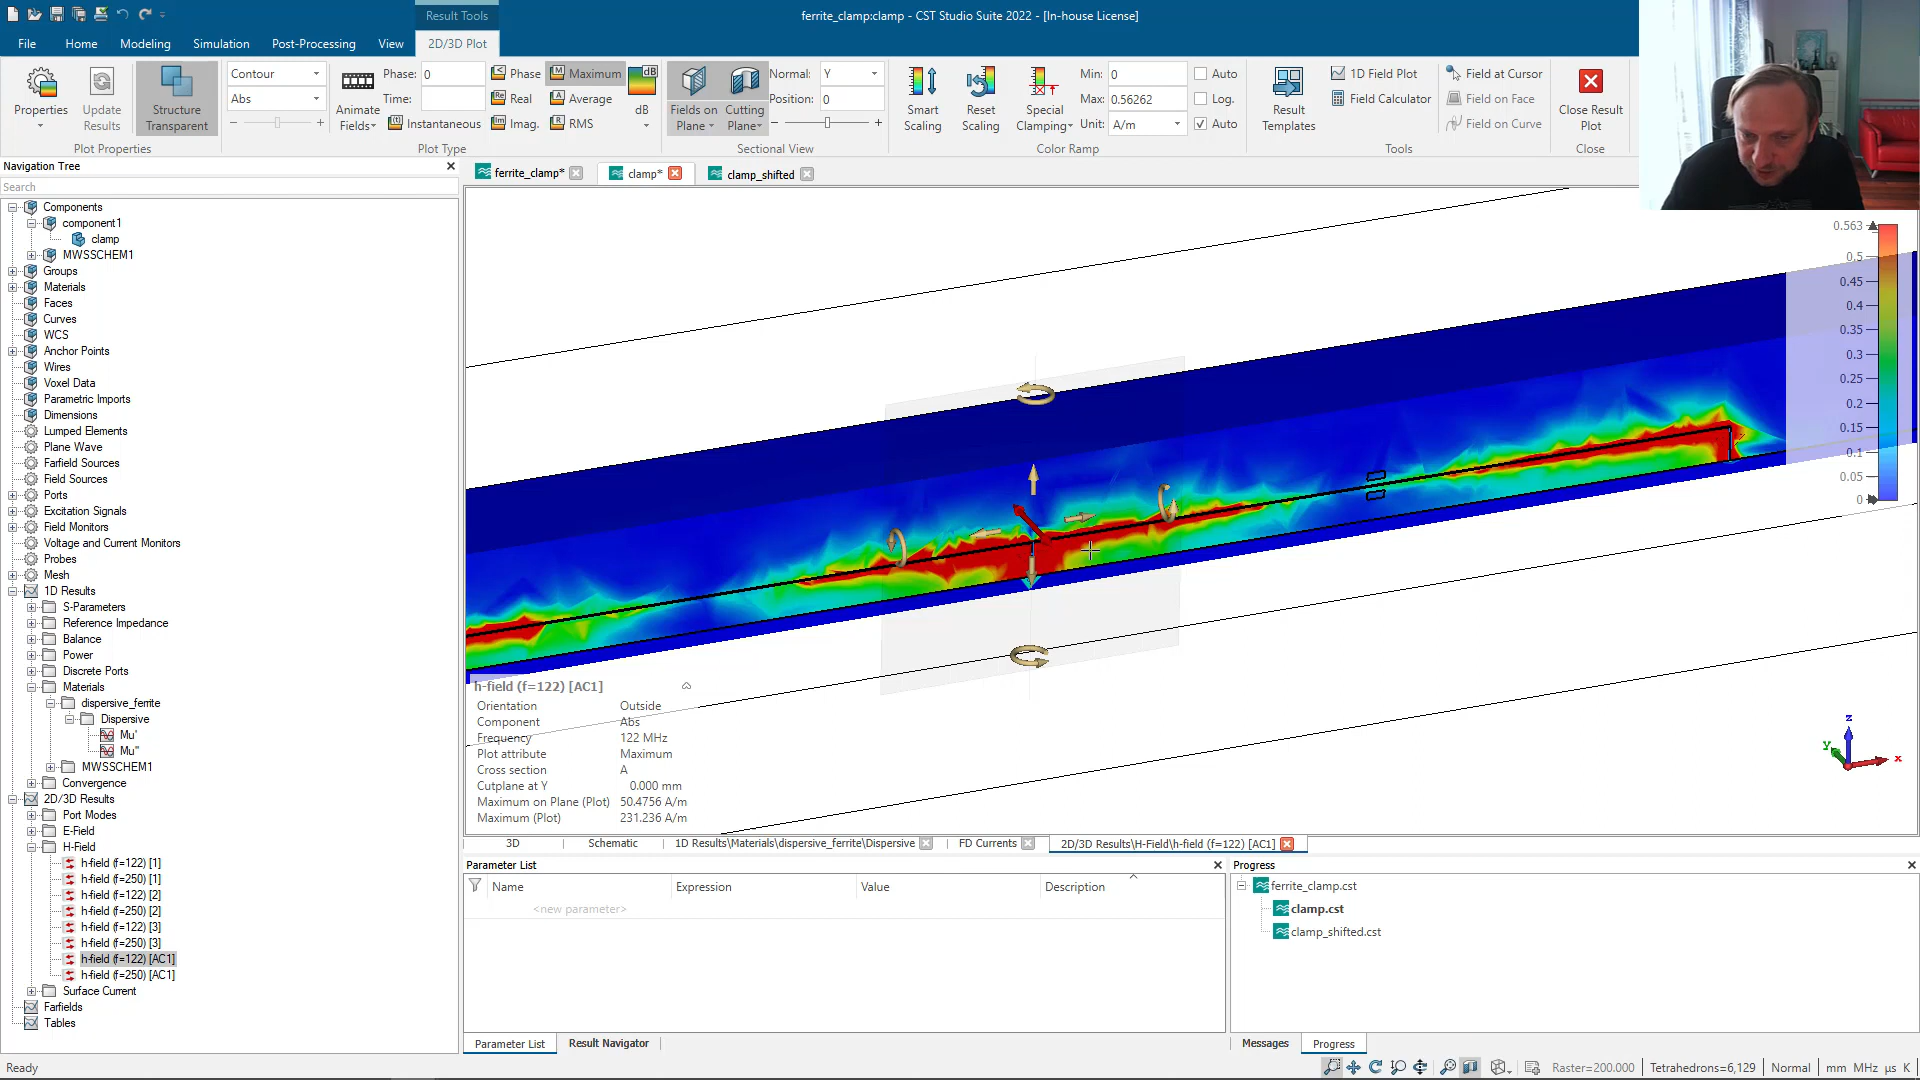 Result Tools
ferrite_clamp:clamp - CST Studio Suite 2022 - [In-house License]
File Home Modeling Simulation Post-Processing View 2D/3D Plot
Properties
Update Results
Structure Transparent
Plot Properties
Contour
Abs
Animate Fields
Phase: 0
Time:
Instantaneous
Phase
Real
Imag.
Maximum
Average
RMS
dB
dB
Plot Type
Fields on Plane
Cutting Plane
Normal: Y
Position: 0
Sectional View
Smart Scaling
Reset Scaling
Special Clamping
Min: 0
Max: 0.56262
Unit: A/m
Auto
Log.
Auto
Color Ramp
Result Templates
1D Field Plot
Field Calculator
Field at Cursor
Field on Face
Field on Curve
Tools
Close Result Plot
Close
Navigation Tree
Search
Components
component1
clamp
MWSSCHEM1
Groups
Materials
Faces
Curves
WCS
Anchor Points
Wires
Voxel Data
Parametric Imports
Dimensions
Lumped Elements
Plane Wave
Farfield Sources
Field Sources
Ports
Excitation Signals
Field Monitors
Voltage and Current Monitors
Probes
Mesh
1D Results
S-Parameters
Reference Impedance
Balance
Power
Discrete Ports
Materials
dispersive_ferrite
Dispersive
Mu'
Mu''
MWSSCHEM1
Convergence
2D/3D Results
Port Modes
E-Field
H-Field
h-field (f=122) [1]
h-field (f=250) [1]
h-field (f=122) [2]
h-field (f=250) [2]
h-field (f=122) [3]
h-field (f=250) [3]
h-field (f=122) [AC1]
h-field (f=250) [AC1]
Surface Current
Farfields
Tables
ferrite_clamp* clamp* clamp_shifted
0.563
0.5
0.45
0.4
0.35
0.3
0.25
0.2
0.15
0.1
0.05
0
h-field (f=122) [AC1]
Orientation Outside
Component Abs
Frequency 122 MHz
Plot attribute Maximum
Cross section A
Cutplane at Y 0.000 mm
Maximum on Plane (Plot) 50.4756 A/m
Maximum (Plot) 231.236 A/m
z
y
x
3D Schematic 1D Results\Materials\dispersive_ferrite\Dispersive FD Currents 2D/3D Results\H-Field\h-field (f=122) [AC1]
Parameter List
Name Expression Value Description
<new parameter>
Parameter List Result Navigator
Progress
ferrite_clamp.cst
clamp.cst
clamp_shifted.cst
Messages Progress
Ready
Raster=200.000 Tetrahedrons=6,129 Normal mm MHz µs K